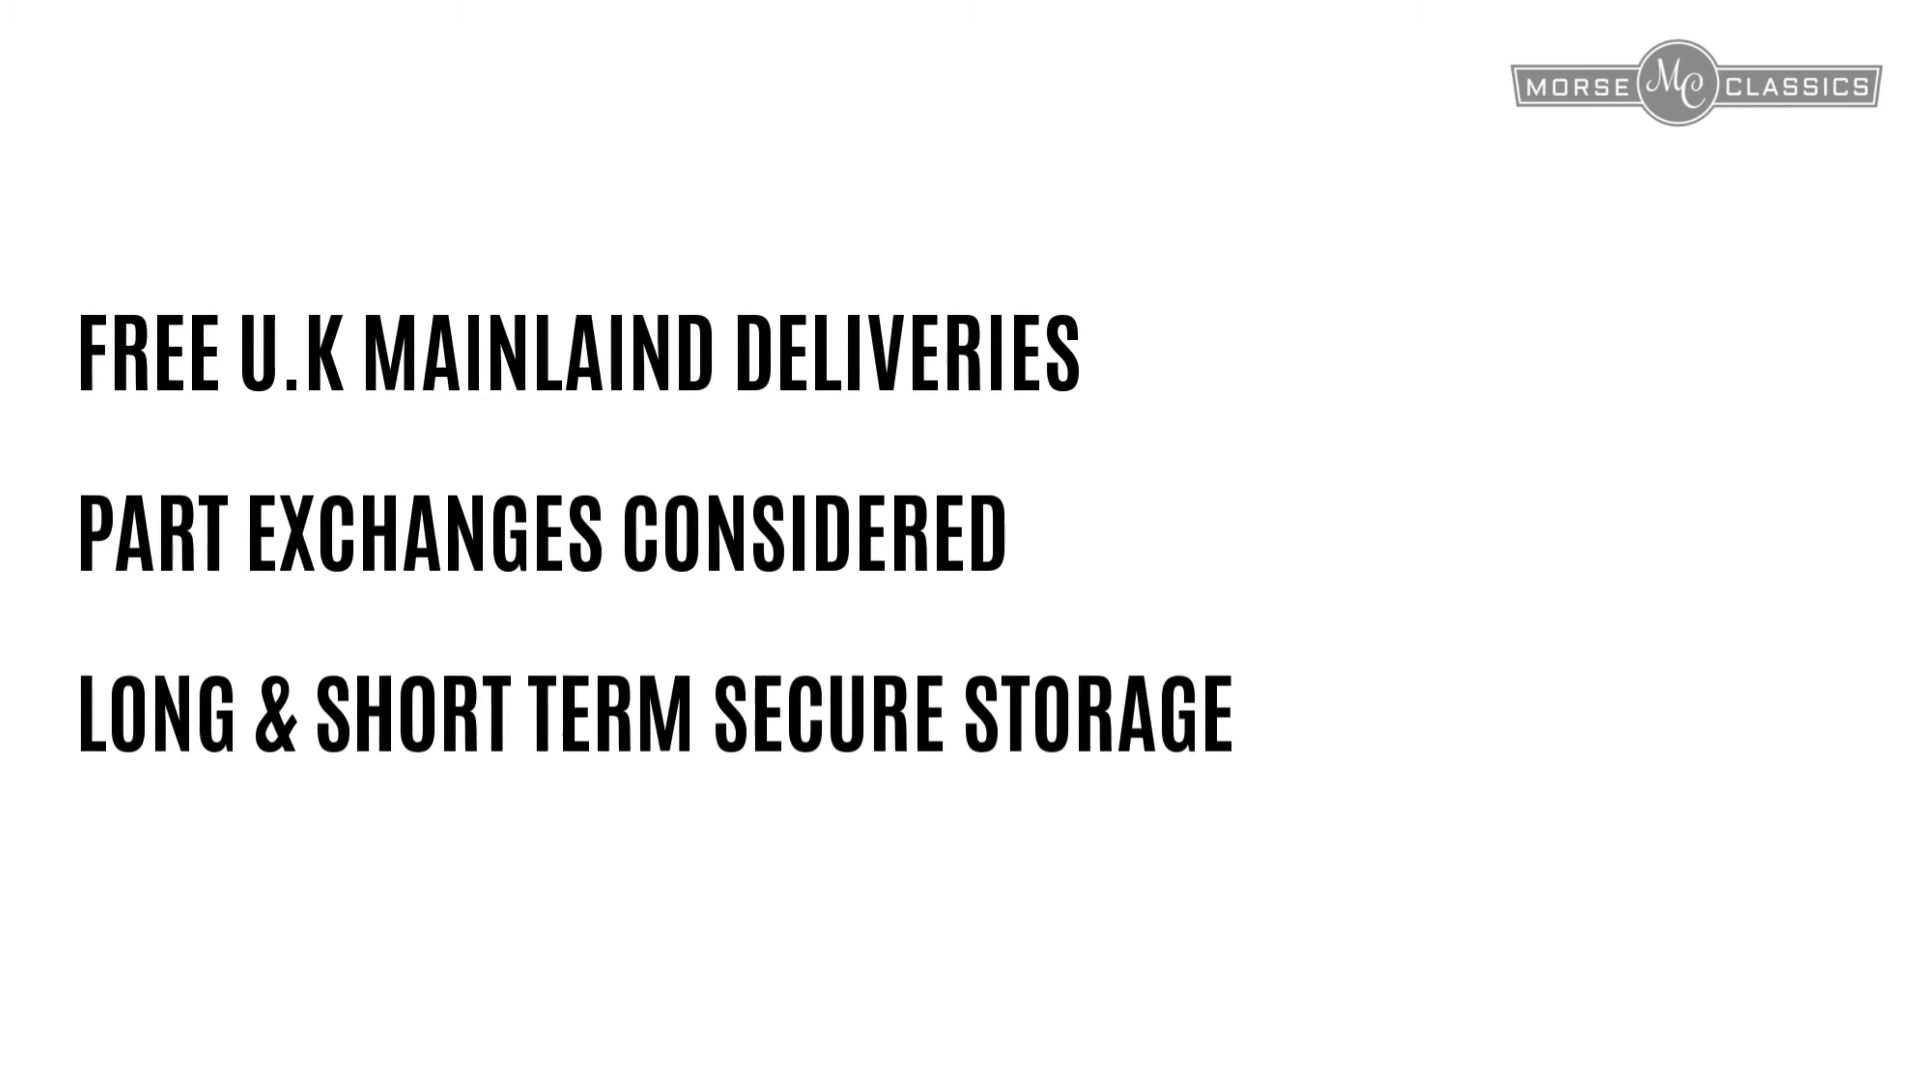 MORSE MC CLASSICS
FREE U.K MAINLAIND DELIVERIES
PART EXCHANGES CONSIDERED
LONG & SHORT TERM SECURE STORAGE